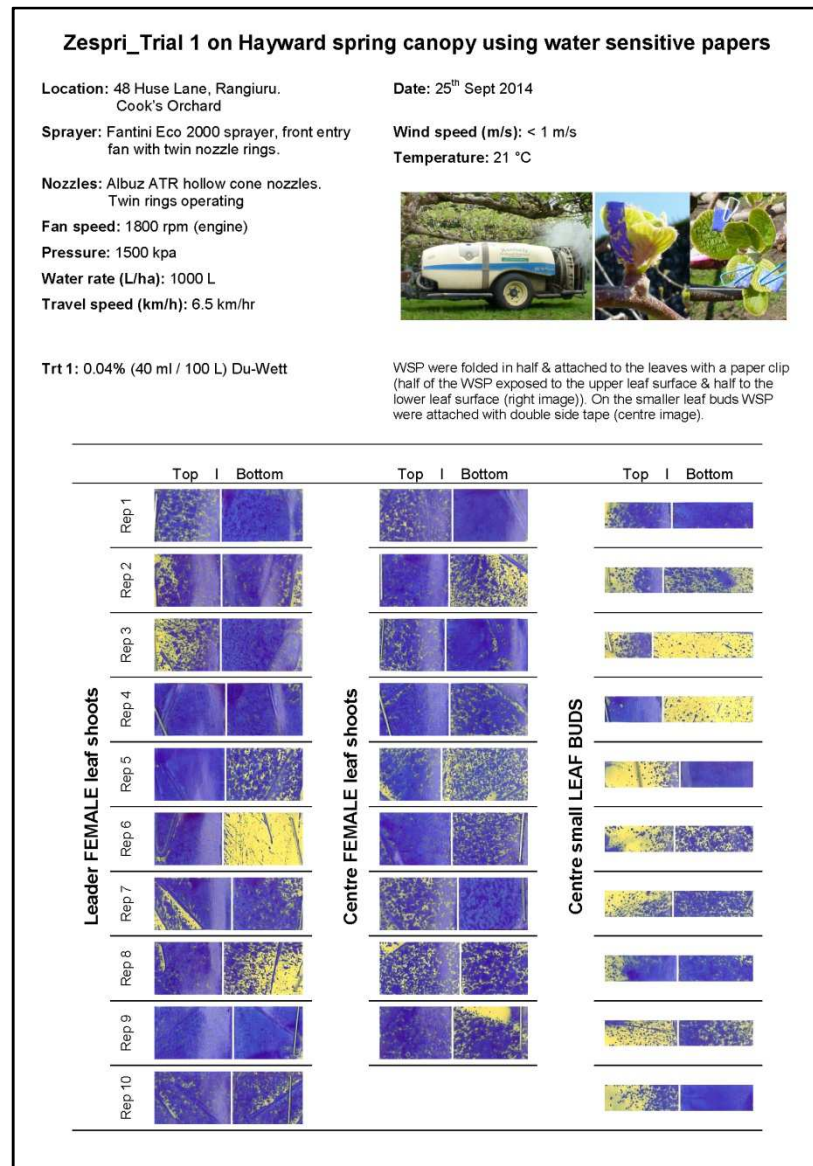 Zespri_Trial 1 on Hayward spring canopy using water sensitive papers
Location: 48 Huse Lane, Rangiuru.
Cook's Orchard
Date: 25th Sept 2014
Sprayer: Fantini Eco 2000 sprayer, front entry
fan with twin nozzle rings.
Wind speed (m/s): < 1 m/s
Temperature: 21 °C
Nozzles: Albuz ATR hollow cone nozzles.
Twin rings operating
Fan speed: 1800 rpm (engine)
Pressure: 1500 kpa
Water rate (L/ha): 1000 L
Travel speed (km/h): 6.5 km/hr
Trt 1: 0.04% (40 ml / 100 L) Du-Wett
WSP were folded in half & attached to the leaves with a paper clip
(half of the WSP exposed to the upper leaf surface & half to the
lower leaf surface (right image)). On the smaller leaf buds WSP
were attached with double side tape (centre image).
Top | Bottom
Top | Bottom
Top | Bottom
Leader FEMALE leaf shoots
Rep 1
Rep 2
Rep 3
Rep 4
Rep 5
Rep 6
Rep 7
Rep 8
Rep 9
Rep 10
Centre FEMALE leaf shoots
Centre small LEAF BUDS